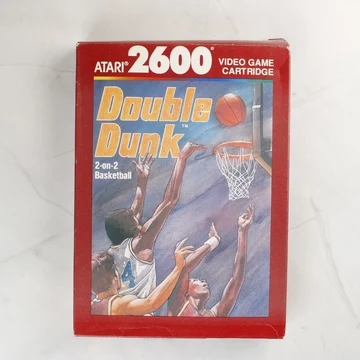 ATARI® 2600® VIDEO GAME
CARTRIDGE
Double
Dunk™
2-on-2
Basketball
4